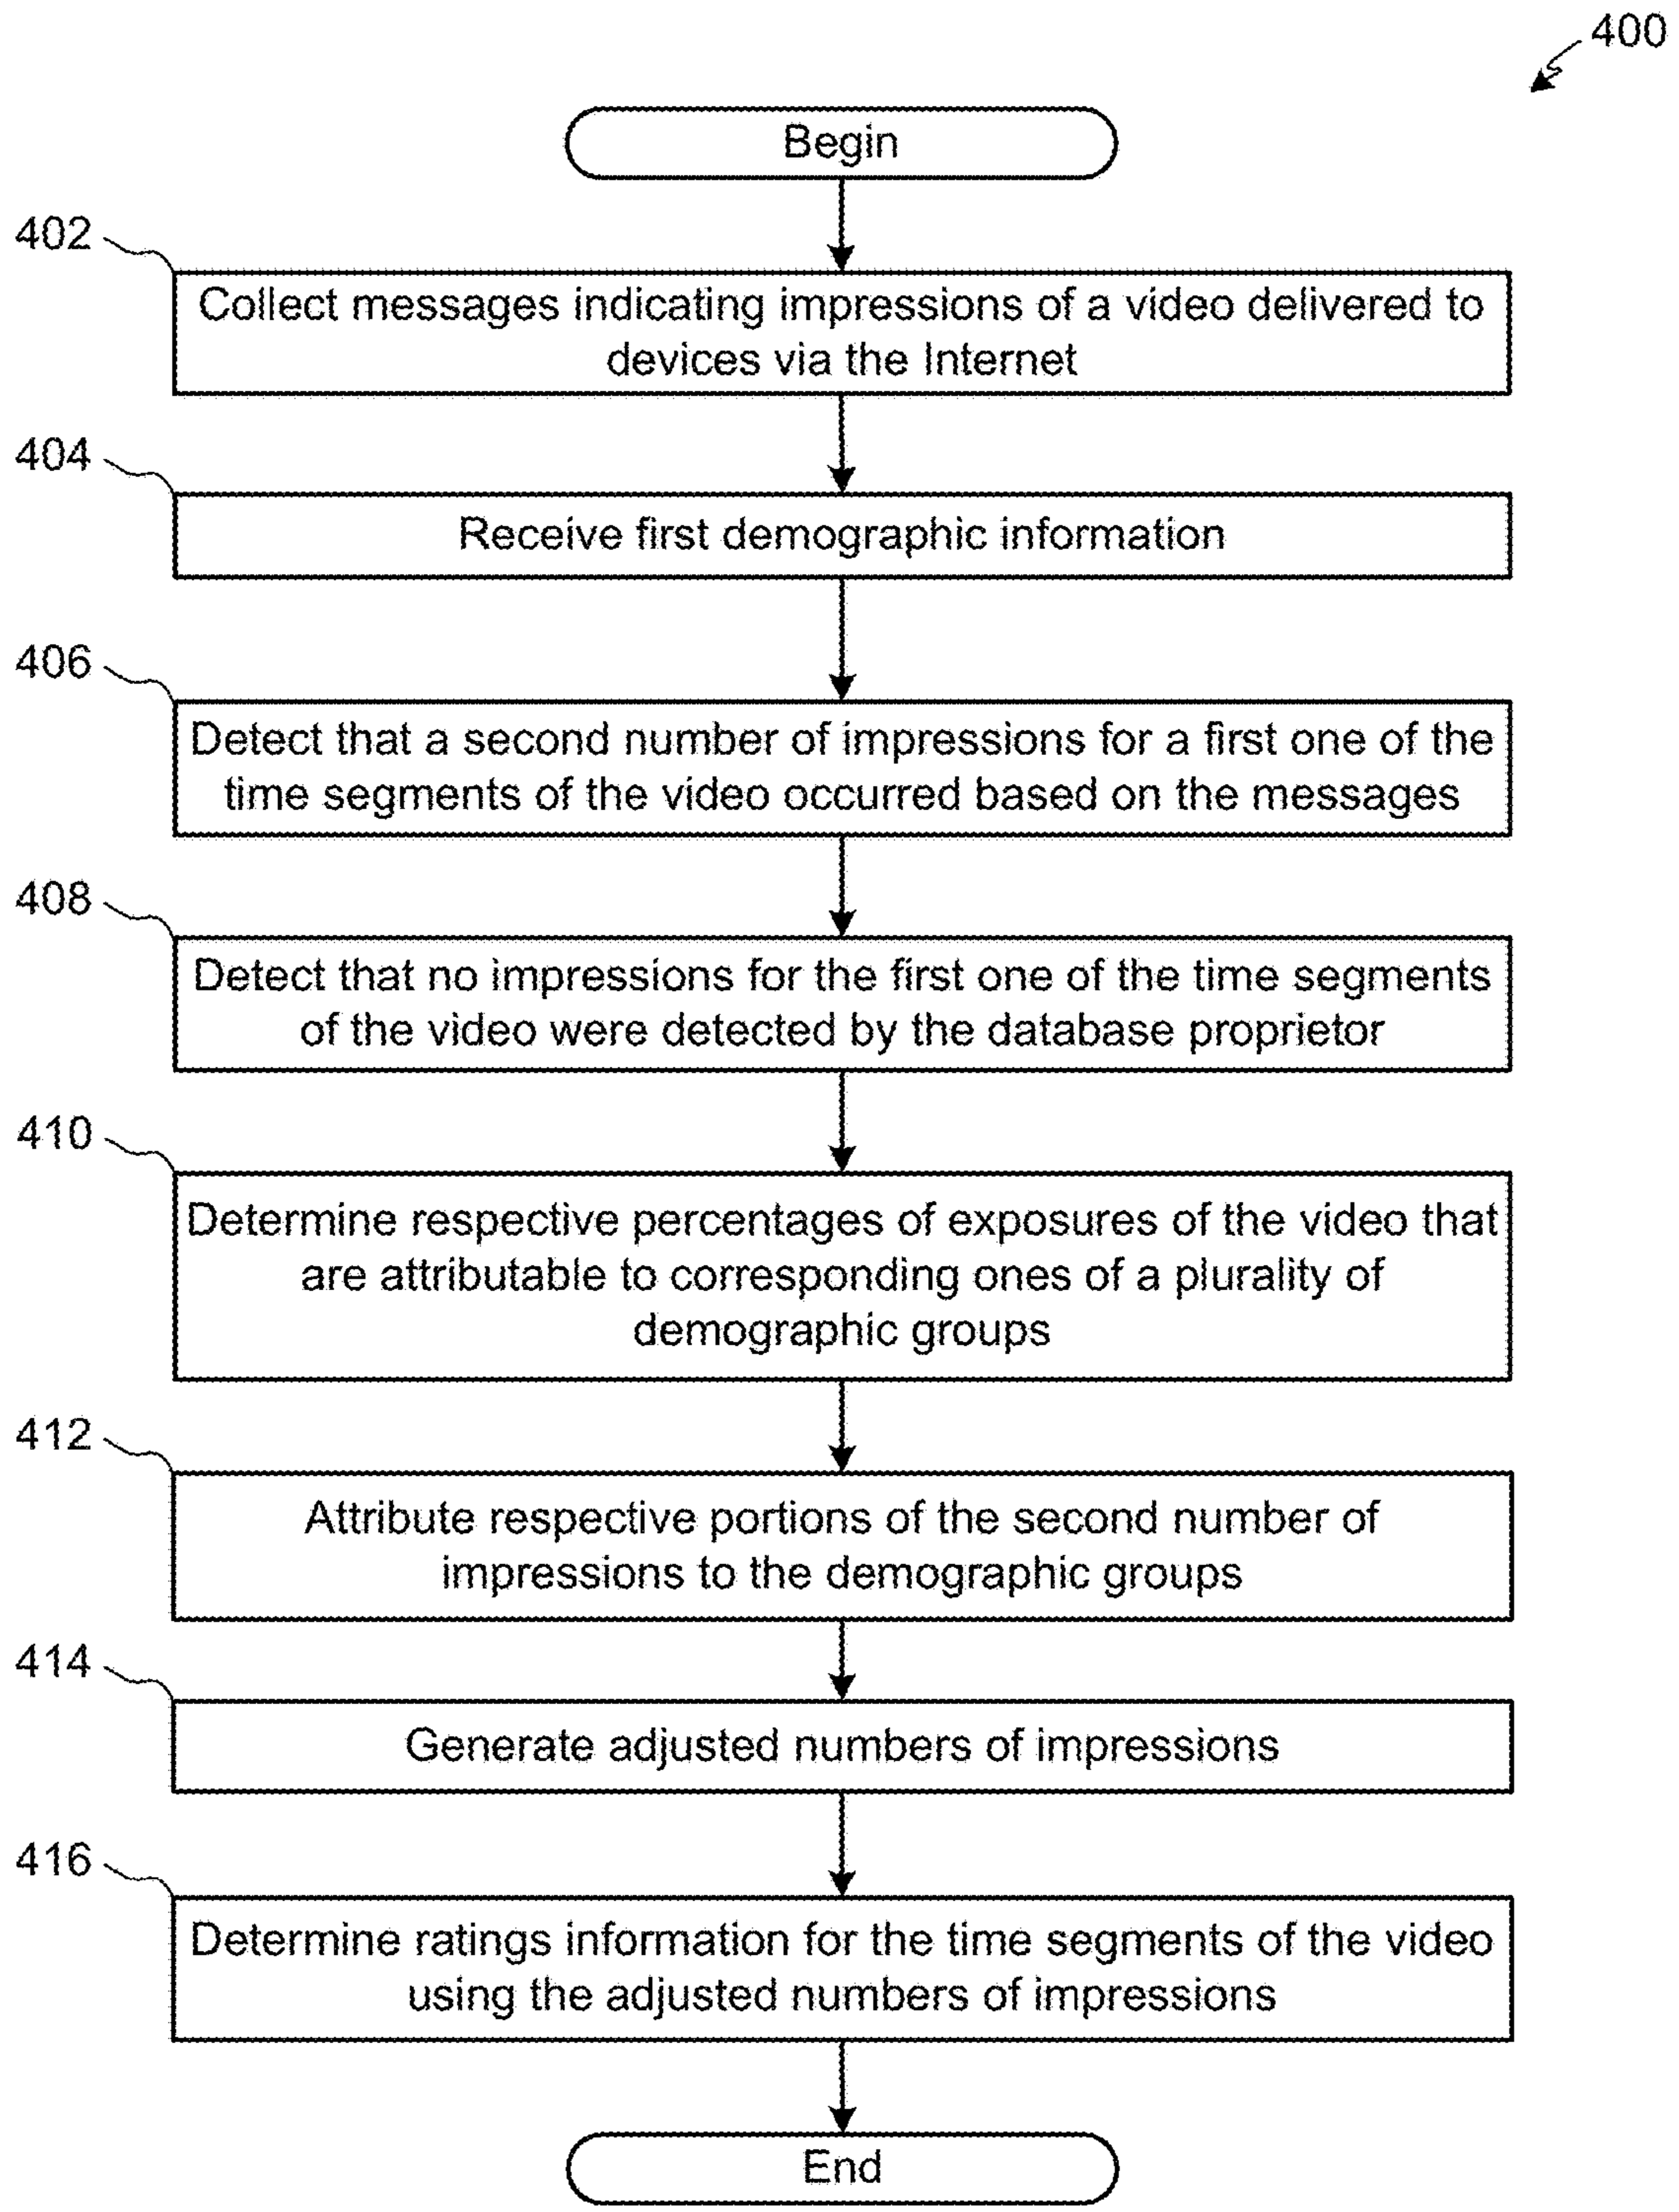 400
Begin
402
Collect messages indicating impressions of a video delivered to
devices via the Internet
404
Receive first demographic information
406
Detect that a second number of impressions for a first one of the
time segments of the video occurred based on the messages
408
Detect that no impressions for the first one of the time segments
of the video were detected by the database proprietor
410
Determine respective percentages of exposures of the video that
are attributable to corresponding ones of a plurality of
demographic groups
412
Attribute respective portions of the second number of
impressions to the demographic groups
414
Generate adjusted numbers of impressions
416
Determine ratings information for the time segments of the video
using the adjusted numbers of impressions
End